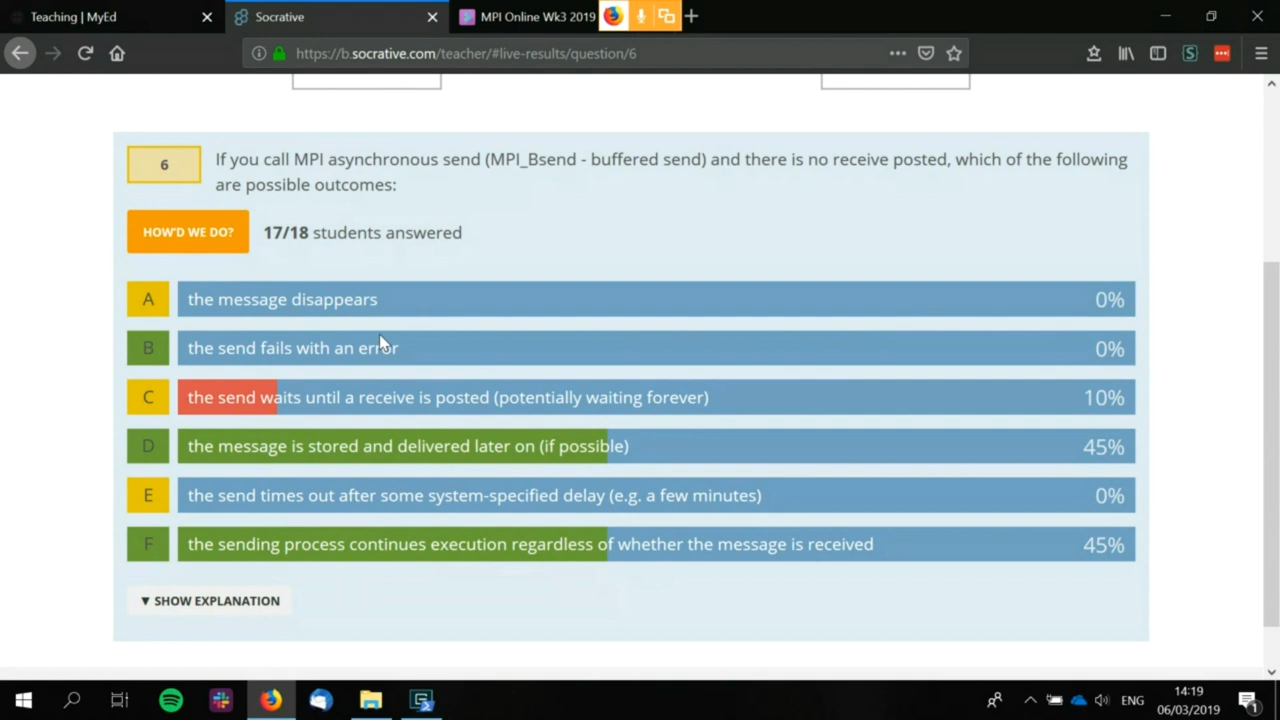 Teaching | MyEd
Socrative
MPI Online Wk3 2019
https://b.socrative.com/teacher/#live-results/question/6
6
If you call MPI asynchronous send (MPI_Bsend - buffered send) and there is no receive posted, which of the following
are possible outcomes:
HOW'D WE DO?
17/18 students answered
A the message disappears 0%
B the send fails with an error 0%
C the send waits until a receive is posted (potentially waiting forever) 10%
D the message is stored and delivered later on (if possible) 45%
E the send times out after some system-specified delay (e.g. a few minutes) 0%
F the sending process continues execution regardless of whether the message is received 45%
▼ SHOW EXPLANATION
ENG
14:19
06/03/2019
1